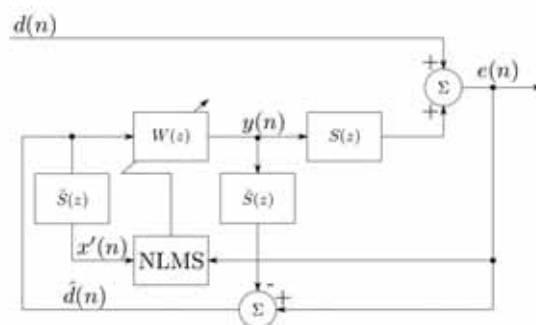 d(n)
e(n)
+
Σ
+
W(z)
y(n)
S(z)
Ŝ(z)
Ŝ(z)
x'(n)
NLMS
d̂(n)
-
+
Σ